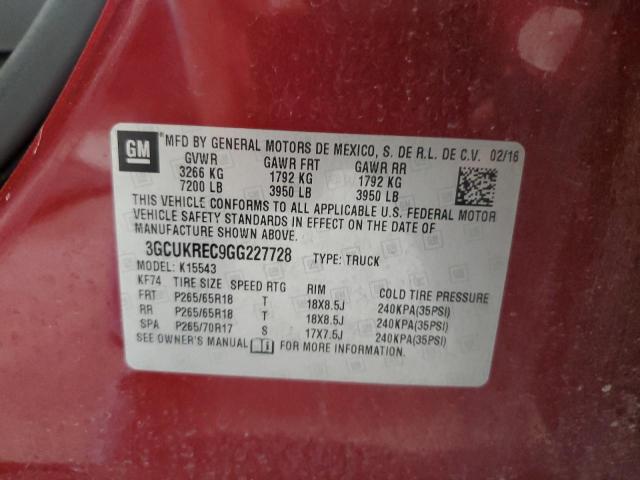 GM ® MFD BY GENERAL MOTORS DE MEXICO, S. DE R.L. DE C.V. 02/16
GVWR GAWR FRT GAWR RR
3266 KG 1792 KG 1792 KG
7200 LB 3950 LB 3950 LB
THIS VEHICLE CONFORMS TO ALL APPLICABLE U.S. FEDERAL MOTOR
VEHICLE SAFETY STANDARDS IN EFFECT ON THE DATE OF
MANUFACTURE SHOWN ABOVE.
3GCUKREC9GG227728 TYPE: TRUCK
MODEL: K15543
KF74 TIRE SIZE SPEED RTG RIM COLD TIRE PRESSURE
FRT P265/65R18 T 18X8.5J 240KPA(35PSI)
RR P265/65R18 T 18X8.5J 240KPA(35PSI)
SPA P265/70R17 S 17X7.5J 240KPA(35PSI)
SEE OWNER'S MANUAL FOR MORE INFORMATION.